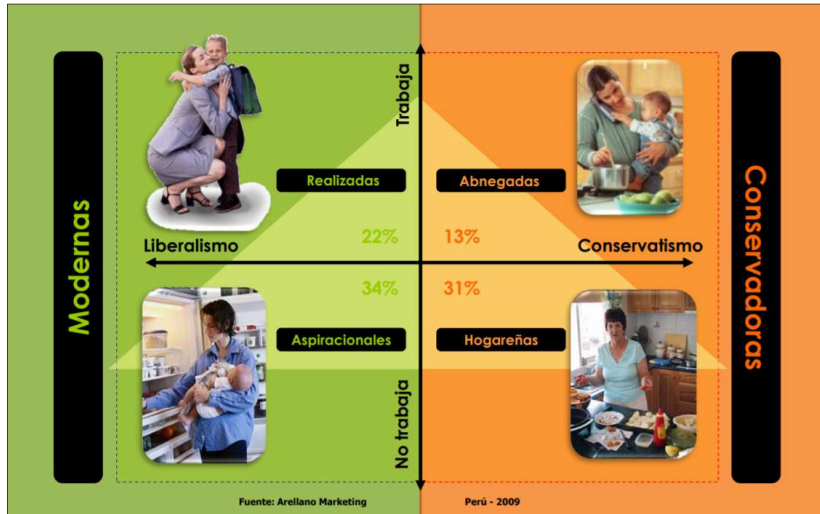 Modernas
Trabaja
Realizadas
Abnegadas
22%
13%
Liberalismo
Conservatismo
34%
31%
Aspiracionales
Hogareñas
No trabaja
Conservadoras
Fuente: Arellano Marketing
Perú - 2009